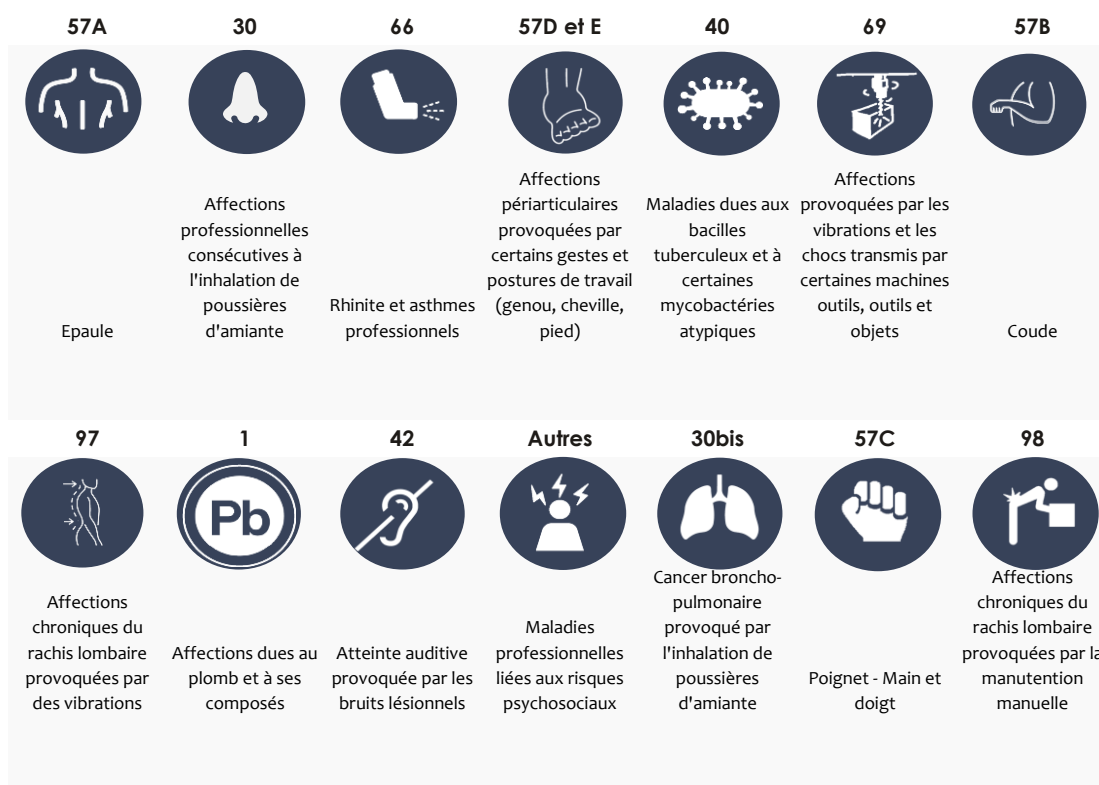 57A
30
66
57D et E
40
69
57B
Epaule
Affections
professionnelles
consécutives à
l'inhalation de
poussières
d'amiante
Rhinite et asthmes
professionnels
Affections
périarticulaires
provoquées par
certains gestes et
postures de travail
(genou, cheville,
pied)
Maladies dues aux
bacilles
tuberculeux et à
certaines
mycobactéries
atypiques
Affections
provoquées par les
vibrations et les
chocs transmis par
certaines machines
outils, outils et
objets
Coude
97
1
42
Autres
30bis
57C
98
Affections
chroniques du
rachis lombaire
provoquées par
des vibrations
Pb
Affections dues au
plomb et à ses
composés
Atteinte auditive
provoquée par les
bruits lésionnels
Maladies
professionnelles
liées aux risques
psychosociaux
Cancer broncho-
pulmonaire
provoqué par
l'inhalation de
poussières
d'amiante
Poignet - Main et
doigt
Affections
chroniques du
rachis lombaire
provoquées par la
manutention
manuelle